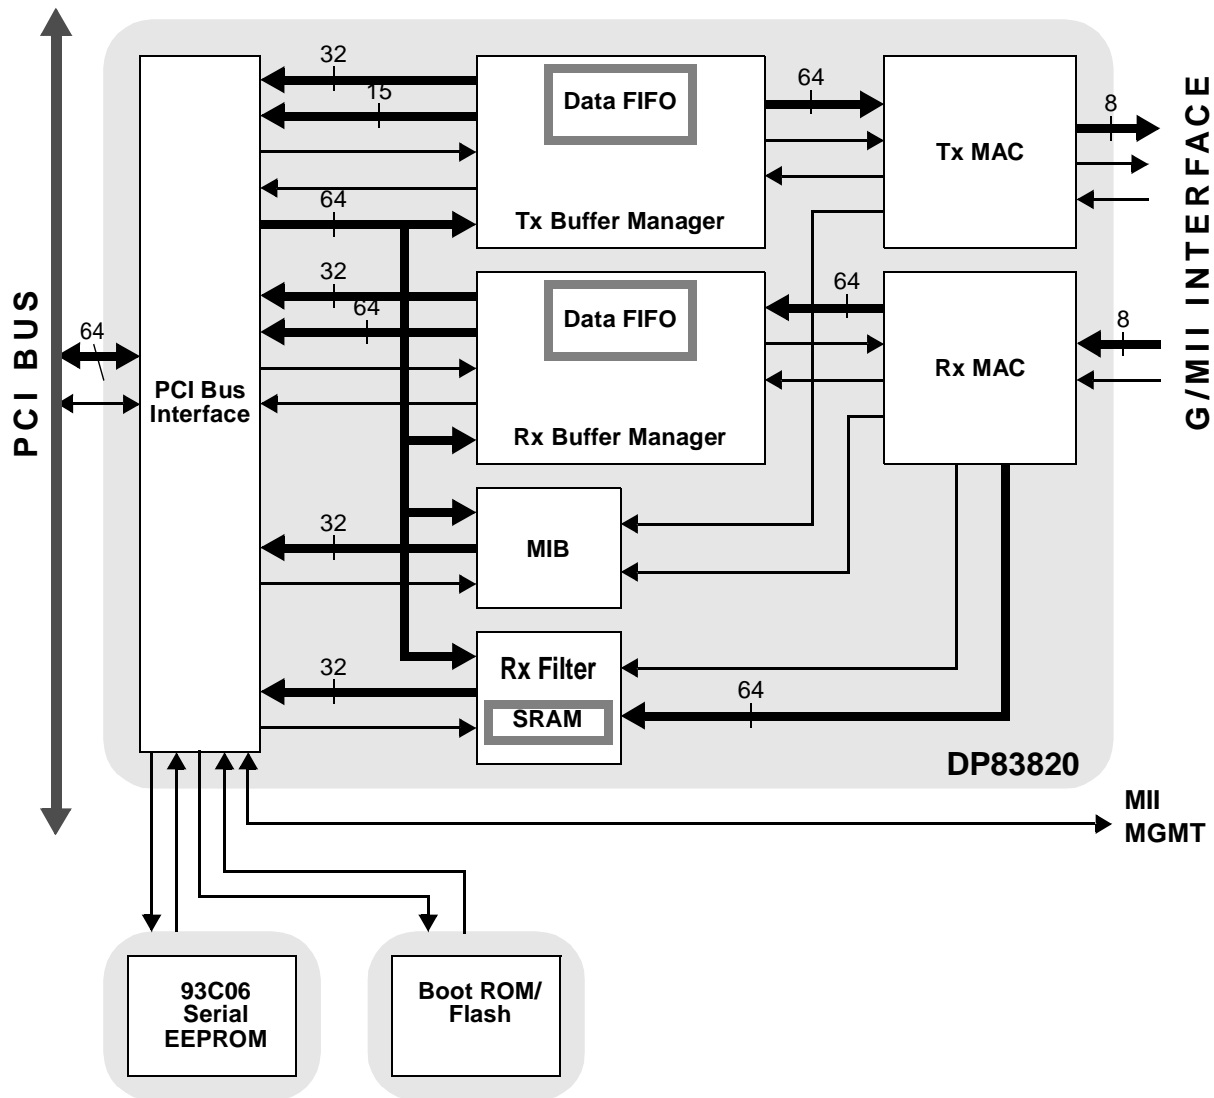 PCI BUS
64
PCI Bus
Interface
32
15
64
32
64
32
32
Data FIFO
Tx Buffer Manager
Data FIFO
Rx Buffer Manager
MIB
Rx Filter
SRAM
64
64
64
Tx MAC
Rx MAC
8
8
G/MII INTERFACE
DP83820
MII
MGMT
93C06
Serial
EEPROM
Boot ROM/
Flash